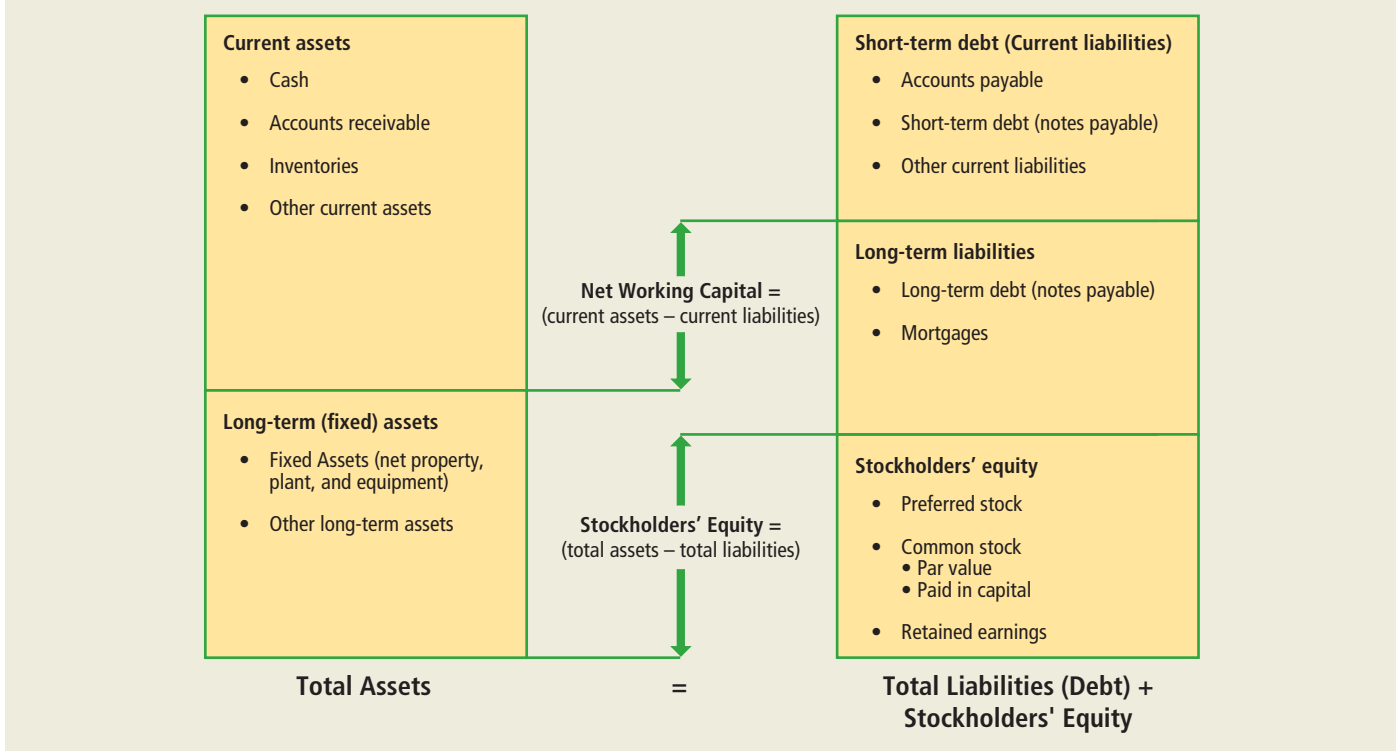 Current assets
• Cash
• Accounts receivable
• Inventories
• Other current assets
Long-term (fixed) assets
• Fixed Assets (net property,
plant, and equipment)
• Other long-term assets
Total Assets
Net Working Capital =
(current assets – current liabilities)
Stockholders’ Equity =
(total assets – total liabilities)
=
Short-term debt (Current liabilities)
• Accounts payable
• Short-term debt (notes payable)
• Other current liabilities
Long-term liabilities
• Long-term debt (notes payable)
• Mortgages
Stockholders’ equity
• Preferred stock
• Common stock
• Par value
• Paid in capital
• Retained earnings
Total Liabilities (Debt) +
Stockholders' Equity